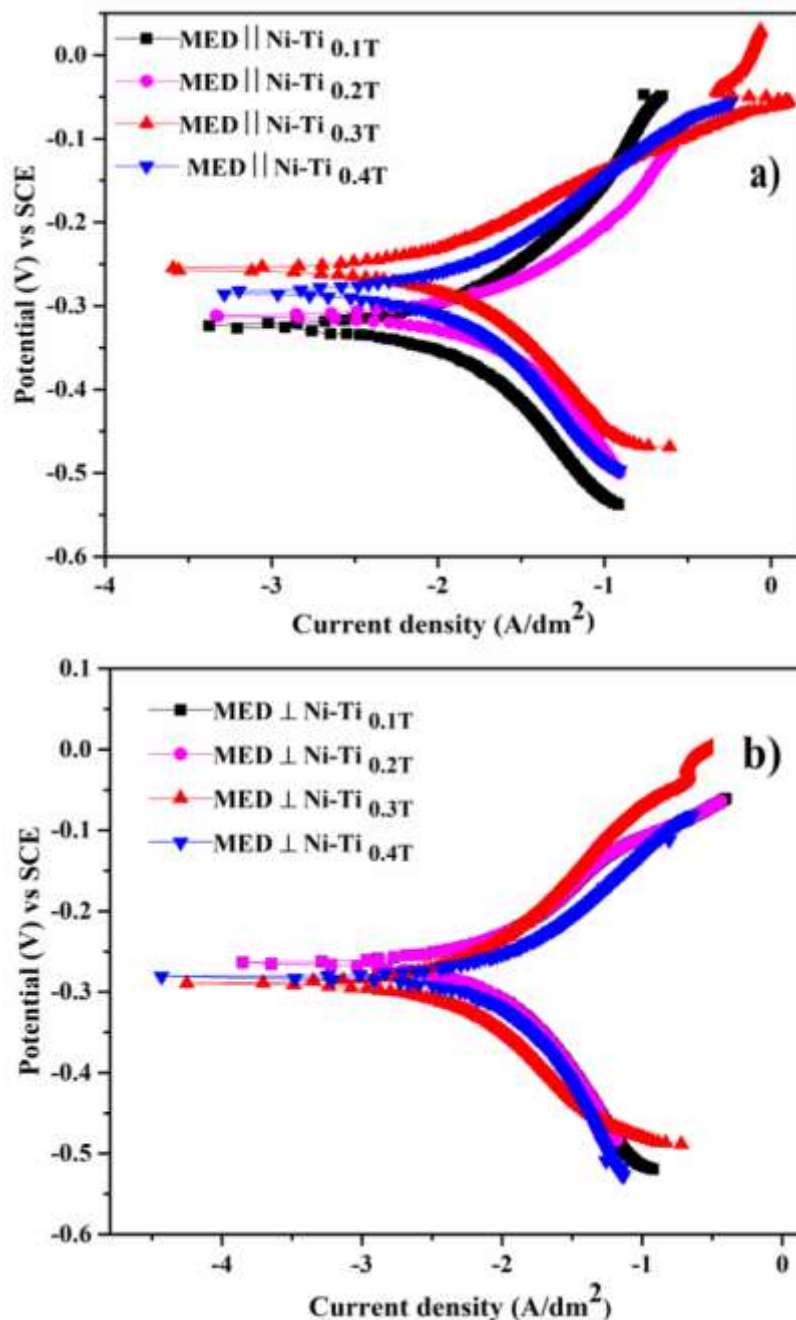 0.0
-0.1
-0.2
-0.3
-0.4
-0.5
-0.6
Potential (V) vs SCE
MED || Ni-Ti 0.1T
MED || Ni-Ti 0.2T
MED || Ni-Ti 0.3T
MED || Ni-Ti 0.4T
a)
-4 -3 -2 -1 0
Current density (A/dm2)
0.1
0.0
-0.1
-0.2
-0.3
-0.4
-0.5
-0.6
Potential (V) vs SCE
MED ⊥ Ni-Ti 0.1T
MED ⊥ Ni-Ti 0.2T
MED ⊥ Ni-Ti 0.3T
MED ⊥ Ni-Ti 0.4T
b)
-4 -3 -2 -1 0
Current density (A/dm2)